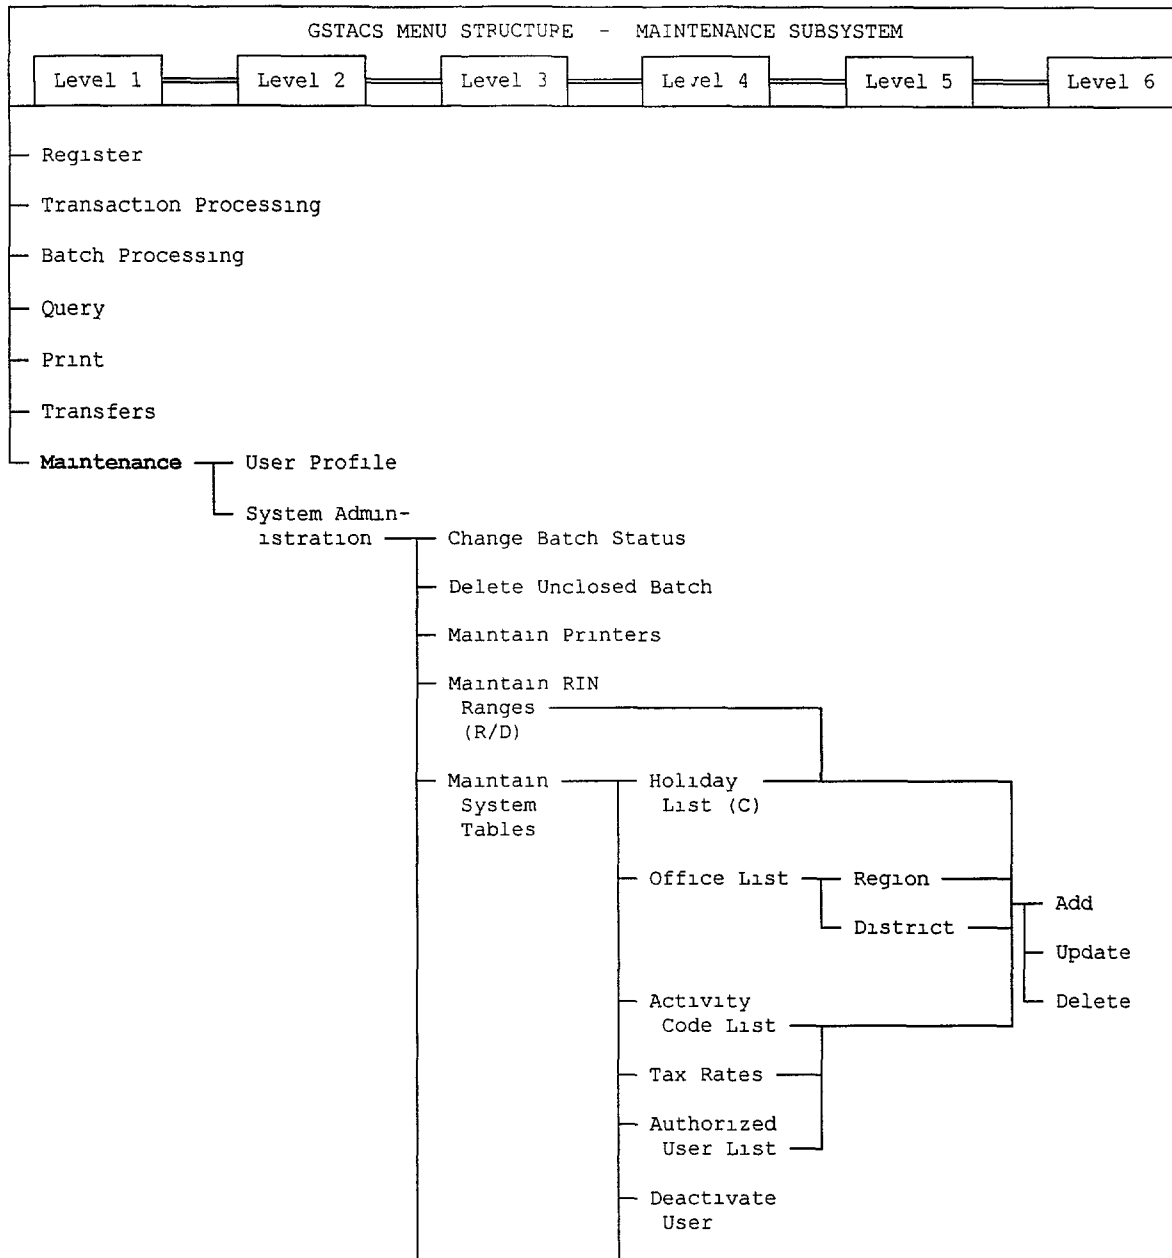 GSTACS MENU STRUCTURE - MAINTENANCE SUBSYSTEM
Level 1 Level 2 Level 3 Level 4 Level 5 Level 6
Register
Transaction Processing
Batch Processing
Query
Print
Transfers
Maintenance User Profile
System Admin-
istration Change Batch Status
Delete Unclosed Batch
Maintain Printers
Maintain RIN
Ranges
(R/D)
Maintain Holiday
System List (C)
Tables
Office List Region
Add
District
Update
Activity Delete
Code List
Tax Rates
Authorized
User List
Deactivate
User